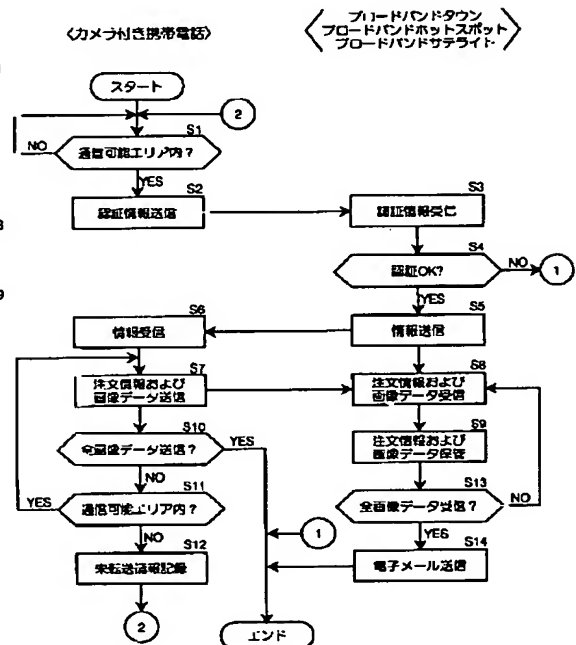 〈カメラ付き携帯電話〉
ブロードバンドタウン
ブロードバンドホットスポット
ブロードバンドサテライト
スタート
2
S1
通信可能エリア内?
NO
YES
S2
認証情報送信
S3
認証情報受信
S4
認証OK?
NO
1
YES
S5
情報送信
S6
情報受信
S7
注文情報および
画像データ送信
S8
注文情報および
画像データ受信
S9
注文情報および
画像データ保管
S10
全画像データ送信?
YES
NO
S11
通信可能エリア内?
YES
NO
S12
未転送情報記録
2
S13
全画像データ受信?
NO
YES
S14
電子メール送信
1
エンド